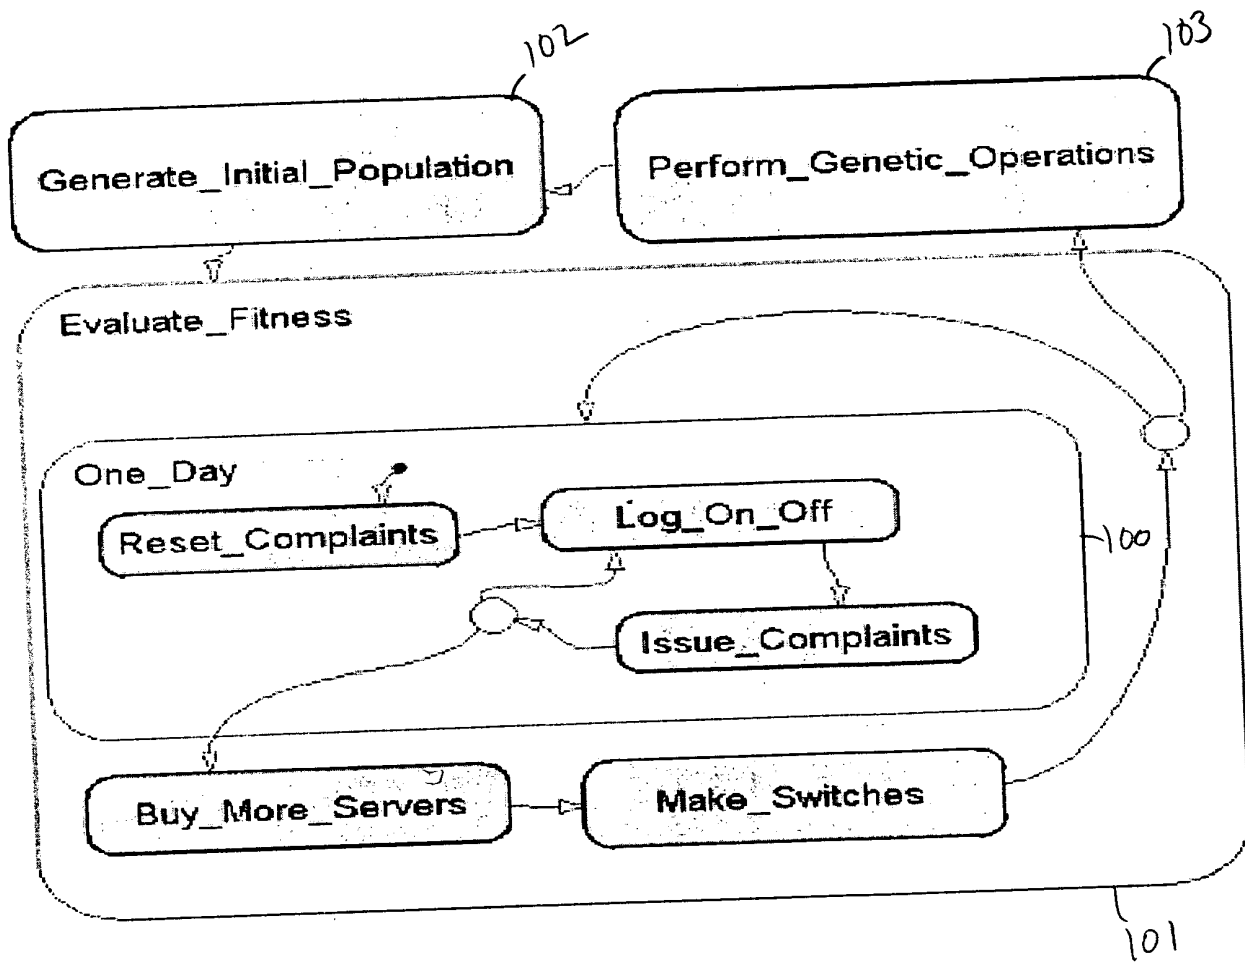 102
103
Generate_Initial_Population
Perform_Genetic_Operations
Evaluate_Fitness
One_Day
Reset_Complaints
Log_On_Off
100
Issue_Complaints
Buy_More_Servers
Make_Switches
101